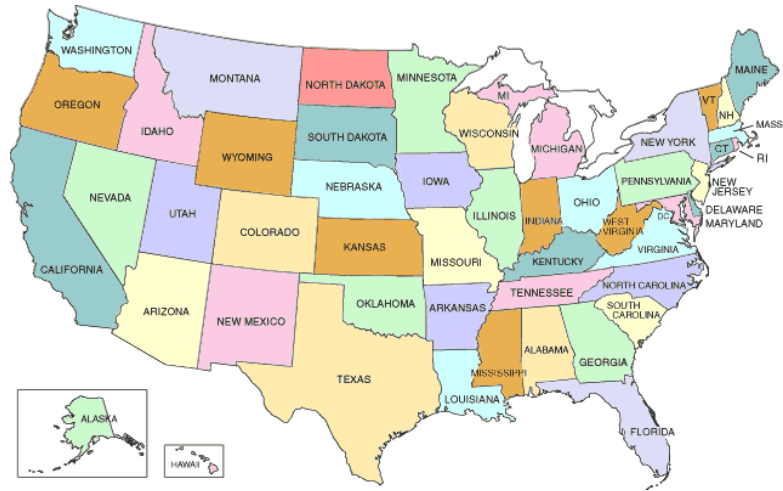 WASHINGTON
MONTANA
NORTH DAKOTA
MINNESOTA
MAINE
OREGON
IDAHO
WYOMING
SOUTH DAKOTA
WISCONSIN
MI
MICHIGAN
VT
NH
MASS
NEW YORK
CT
RI
NEVADA
UTAH
COLORADO
NEBRASKA
IOWA
ILLINOIS
INDIANA
OHIO
PENNSYLVANIA
NEW
JERSEY
DELAWARE
MARYLAND
DC
WEST
VIRGINIA
VIRGINIA
CALIFORNIA
KANSAS
MISSOURI
KENTUCKY
ARIZONA
NEW MEXICO
OKLAHOMA
ARKANSAS
TENNESSEE
NORTH CAROLINA
SOUTH
CAROLINA
TEXAS
LOUISIANA
MISSISSIPPI
ALABAMA
GEORGIA
FLORIDA
ALASKA
HAWAII